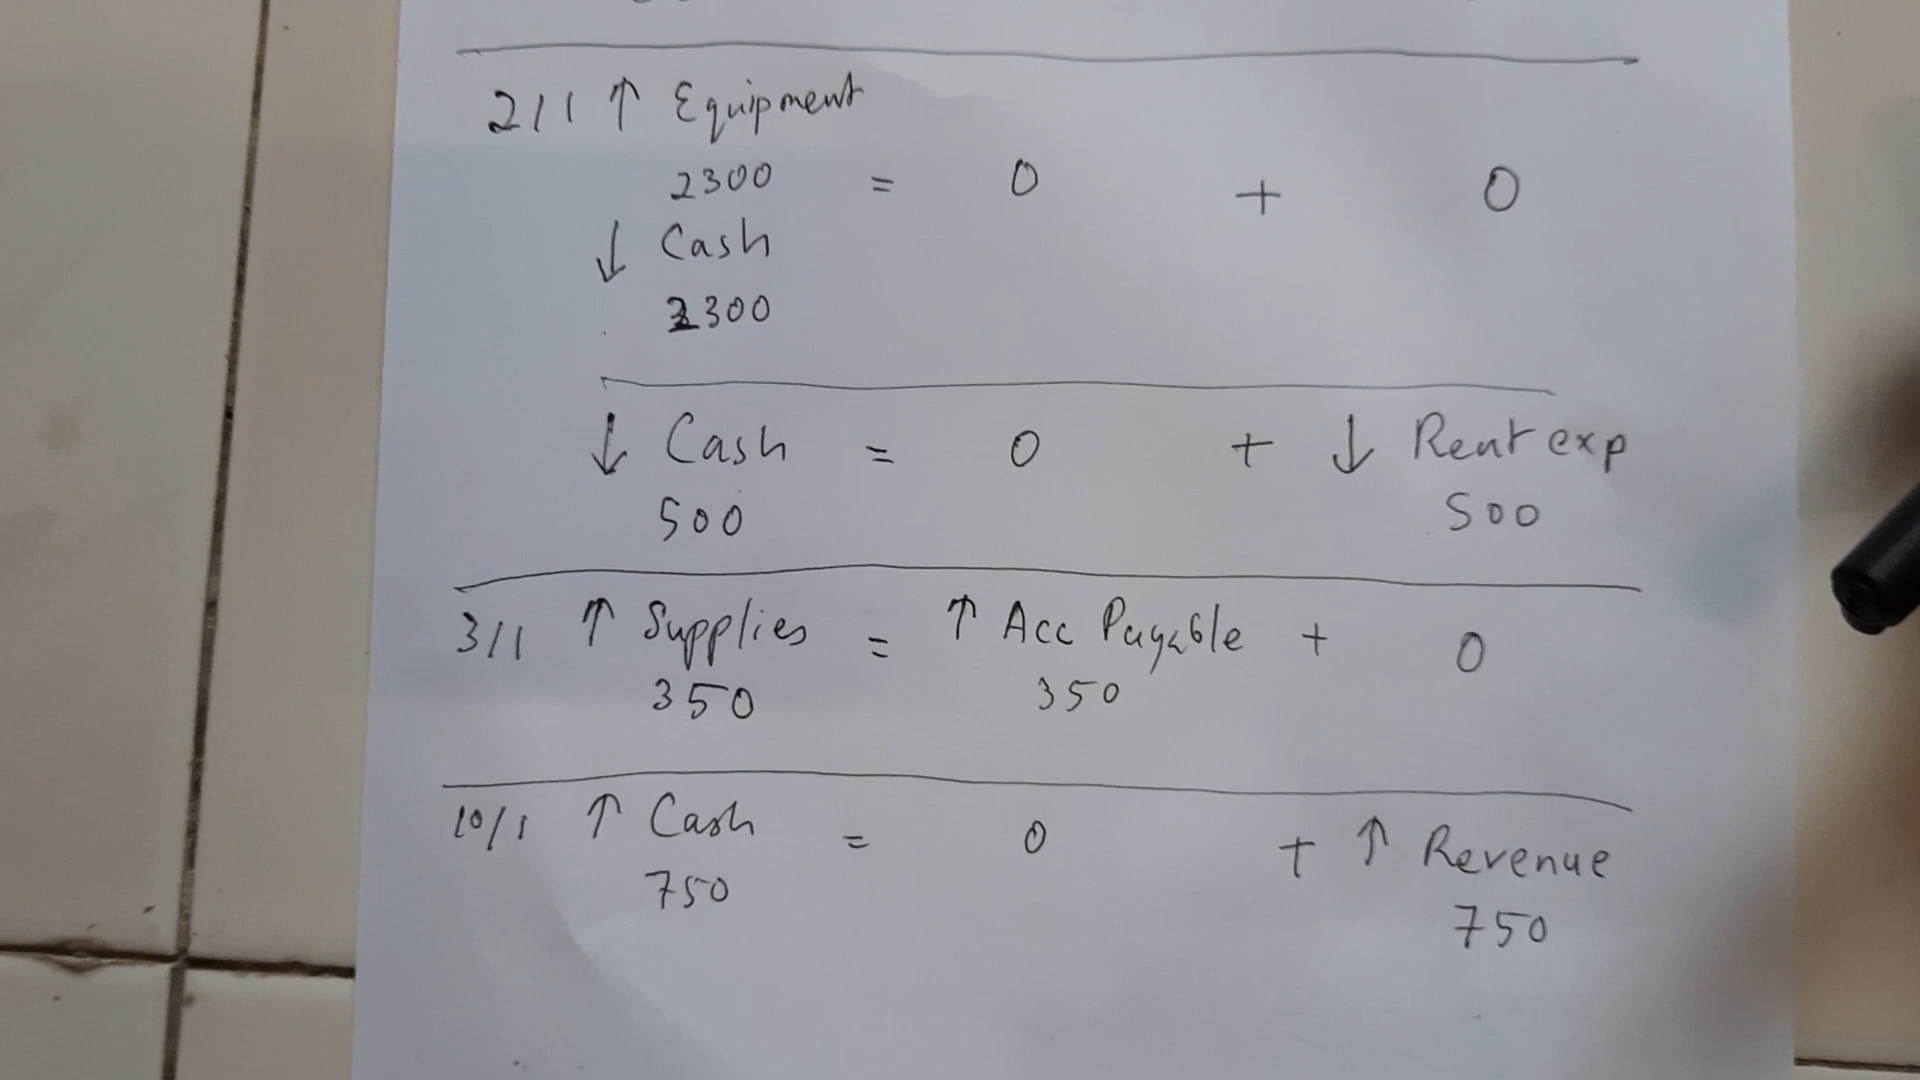 2/1 ↑ Equipment
2300 = 0 + 0
↓ Cash
2300
↓ Cash = 0 + ↓ Rent exp
500 500
3/1 ↑ Supplies = ↑ Acc Payable + 0
350 350
10/1 ↑ Cash = 0 + ↑ Revenue
750 750